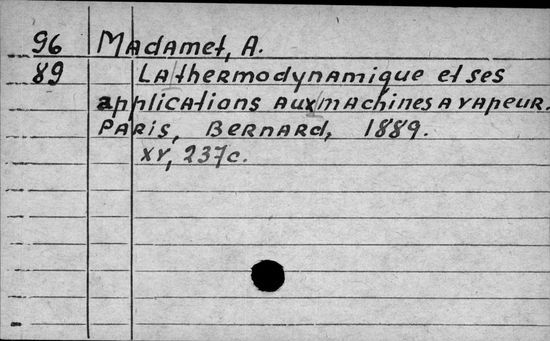 96 Madamet, A.
89 La thermodynamique et ses
applications aux machines a vapeur.
Paris, Bernard, 1889.
XV, 237c.